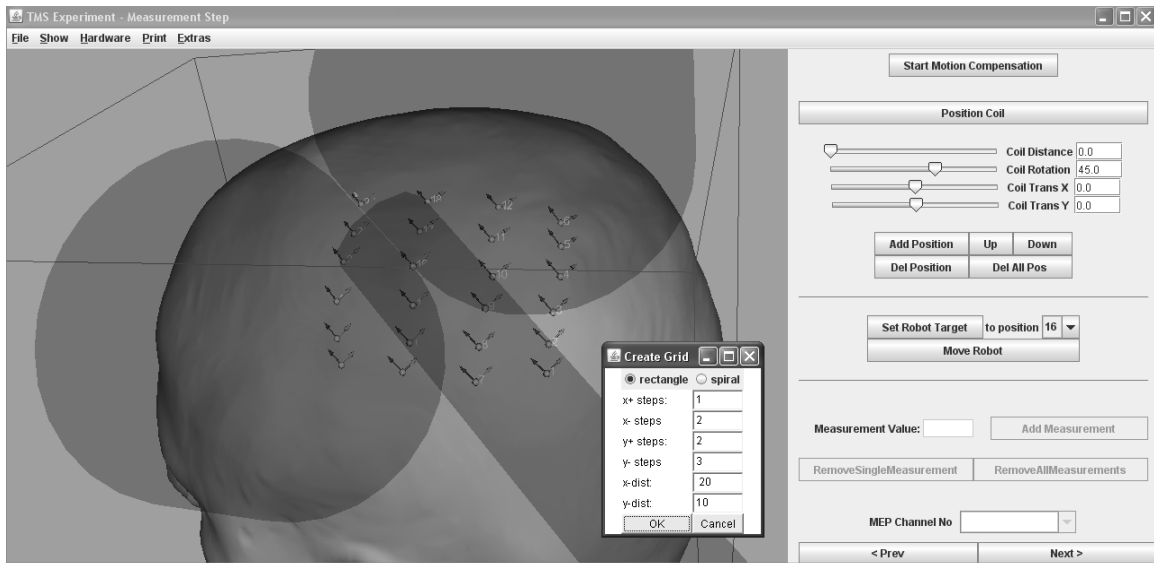 TMS Experiment - Measurement Step
File Show Hardware Print Extras
Start Motion Compensation
Position Coil
Coil Distance 0.0
Coil Rotation 45.0
Coil Trans X 0.0
Coil Trans Y 0.0
Add Position Up Down
Del Position Del All Pos
Set Robot Target to position 16
Move Robot
Measurement Value: Add Measurement
RemoveSingleMeasurement RemoveAllMeasurements
MEP Channel No
< Prev Next >
18
12
11
5
10
4
Create Grid
rectangle spiral
x+ steps: 1
x- steps 2
y+ steps: 2
y- steps 3
x-dist: 20
y-dist: 10
OK Cancel